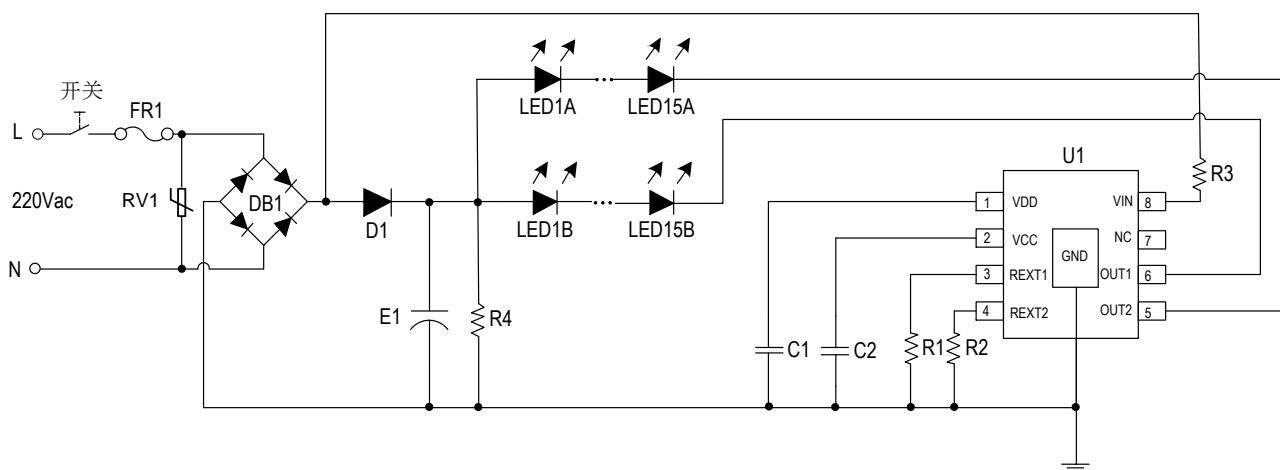 开关
FR1
L
220Vac
N
RV1
DB1
D1
E1
R4
LED1A
...
LED15A
LED1B
...
LED15B
C1
C2
R1
R2
U1
R3
1 VDD
2 VCC
3 REXT1
4 REXT2
GND
VIN 8
NC 7
OUT1 6
OUT2 5